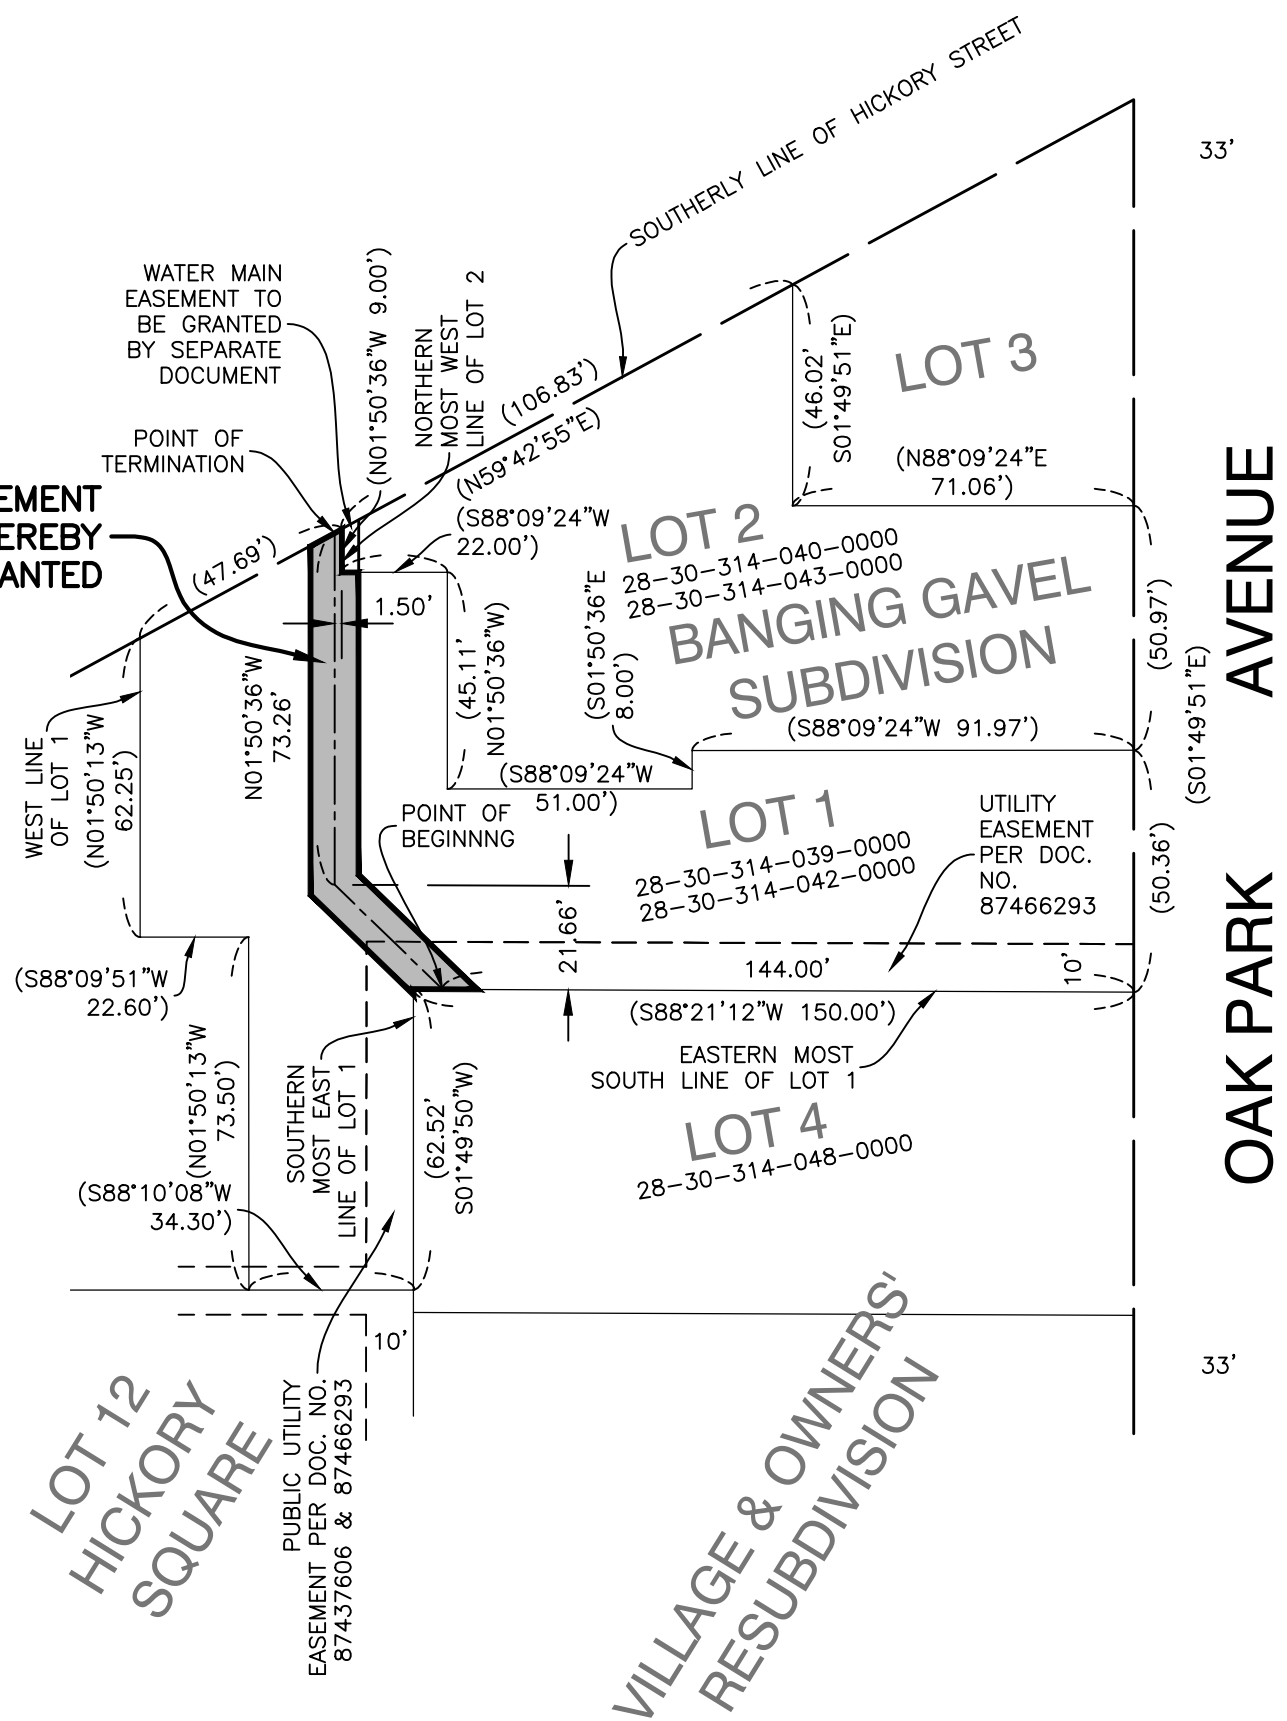 SOUTHERLY LINE OF HICKORY STREET
33'
WATER MAIN
EASEMENT TO
BE GRANTED
BY SEPARATE
DOCUMENT
(N01°50'36"W 9.00')
NORTHERN
MOST WEST
LINE OF LOT 2
(106.83')
(N59°42'55"E)
(46.02'
S01°49'51"E)
LOT 3
(N88°09'24"E
71.06')
POINT OF
TERMINATION
EMENT
EREBY
ANTED
(47.69')
(S88°09'24"W
22.00')
LOT 2
28-30-314-040-0000
28-30-314-043-0000
BANGING GAVEL
SUBDIVISION
1.50'
(45.11'
N01°50'36"W)
(S01°50'36"E
8.00')
(50.97')
(S01°49'51"E)
AVENUE
N01°50'36"W
73.26'
WEST LINE
OF LOT 1
(N01°50'13"W
62.25')
(S88°09'24"W 91.97')
(S88°09'24"W
51.00')
POINT OF
BEGINNNG
LOT 1
28-30-314-039-0000
28-30-314-042-0000
UTILITY
EASEMENT
PER DOC.
NO.
87466293
(50.36')
21.66'
144.00'
10'
(S88°21'12"W 150.00')
EASTERN MOST
SOUTH LINE OF LOT 1
(S88°09'51"W
22.60')
(N01°50'13"W
73.50')
SOUTHERN
MOST EAST
LINE OF LOT 1
(62.52'
S01°49'50"W)
LOT 4
28-30-314-048-0000
OAK PARK
(S88°10'08"W
34.30')
10'
33'
PUBLIC UTILITY
EASEMENT PER DOC. NO.
87437606 & 87466293
LOT 12
HICKORY
SQUARE
VILLAGE & OWNERS'
RESUBDIVISION